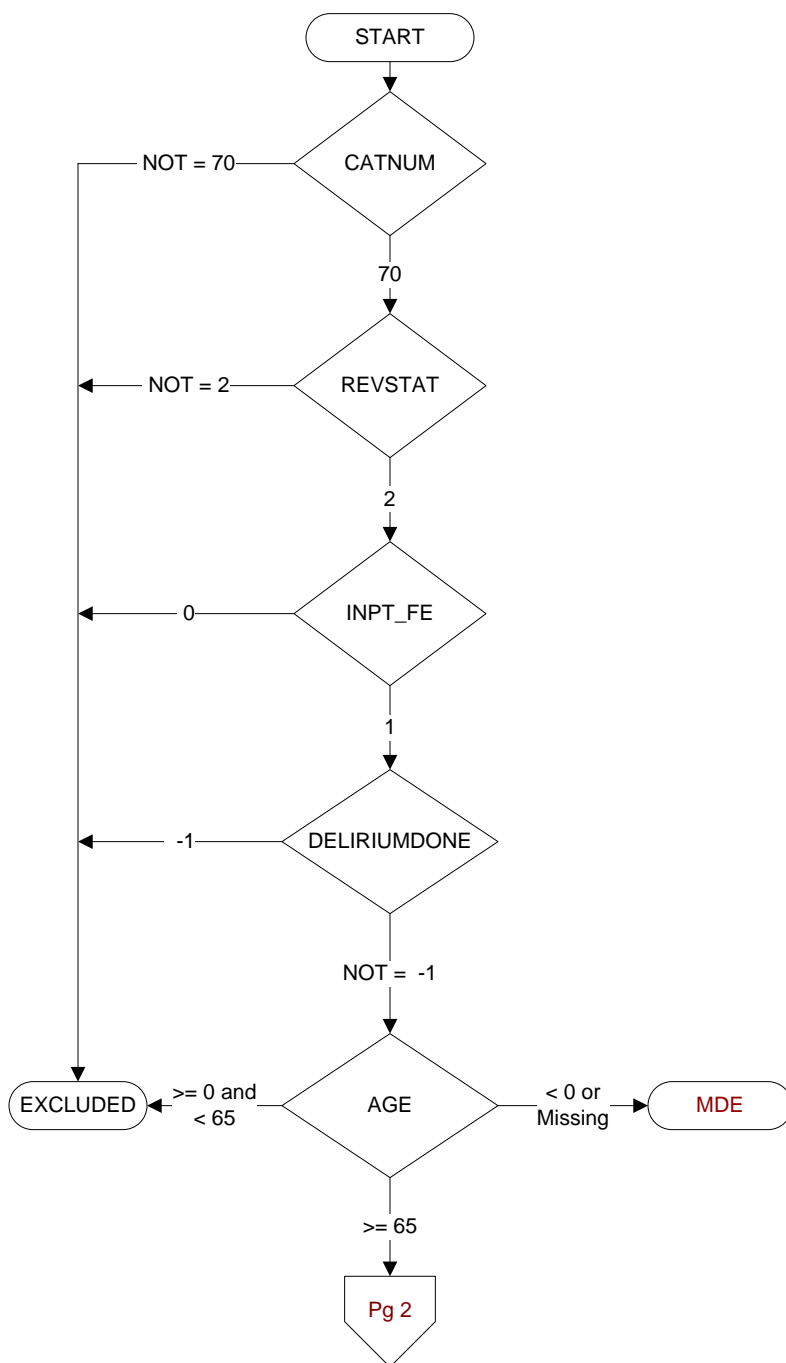 START
NOT = 70
CATNUM
70
NOT = 2
REVSTAT
2
0
INPT_FE
1
-1
DELIRIUMDONE
NOT = -1
EXCLUDED
>= 0 and
< 65
AGE
< 0 or
Missing
MDE
>= 65
Pg 2